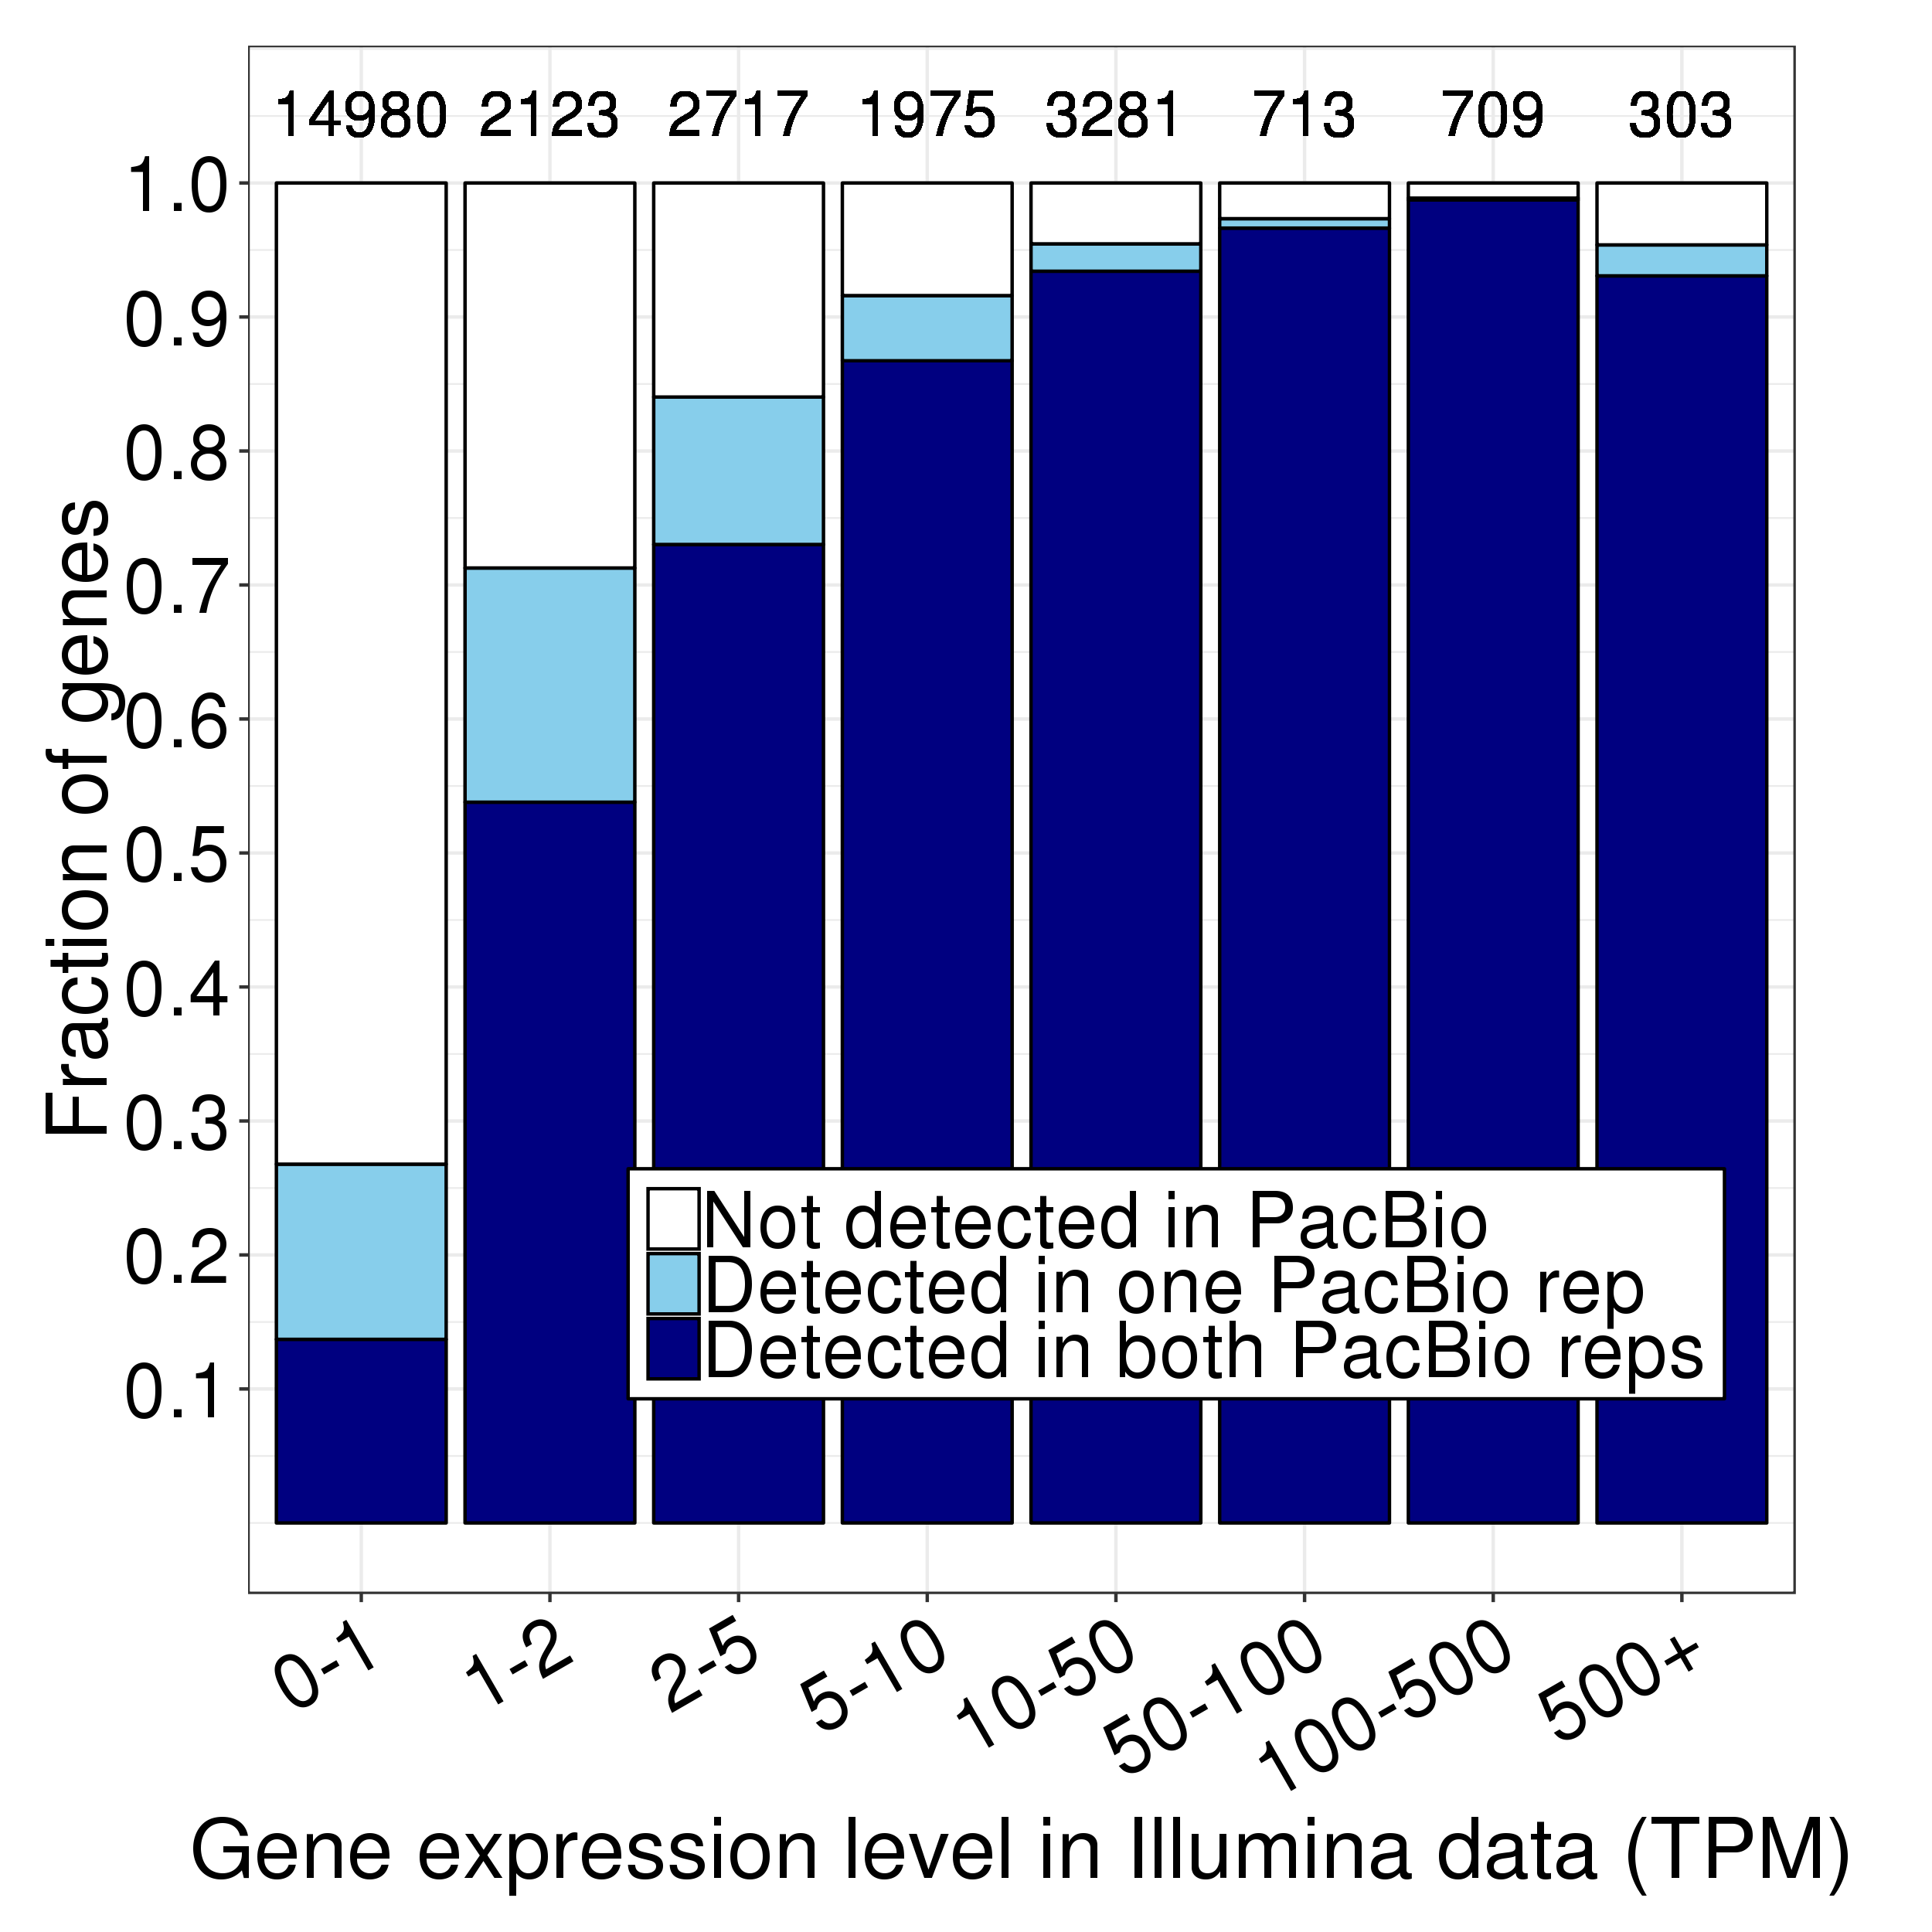 14980 2123 2717 1975 3281 713 709 303
1.0
0.9
0.8
0.7
0.6
0.5
0.4
0.3
0.2
0.1
Fraction of genes
Not detected in PacBio
Detected in one PacBio rep
Detected in both PacBio reps
0-1 1-2 2-5 5-10 10-50 50-100 100-500 500+
Gene expression level in Illumina data (TPM)